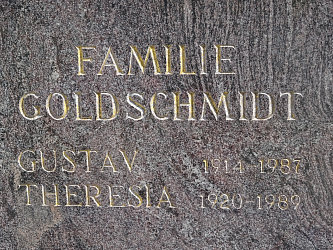 FAMILIE
GOLDSCHMIDT
GUSTAV 1914-1987
THERESIA 1920-1989